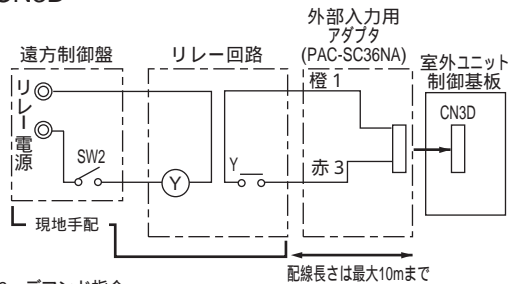 外部入力用
アダプタ
(PAC-SC36NA)
遠方制御盤
リレー回路
室外ユニット
制御基板
リレー電源
SW2
Y
Y
橙 1
赤 3
CN3D
現地手配
配線長さは最大10mまで